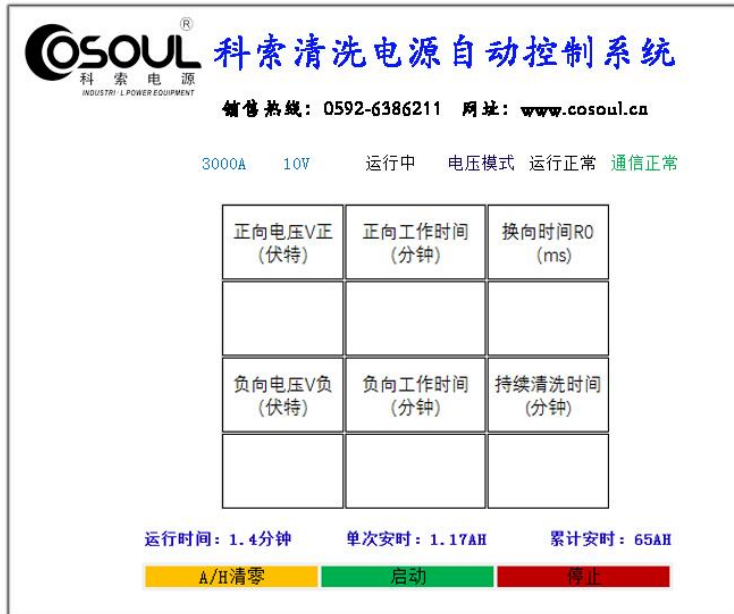 COSOUL®
科索电源
INDUSTRI·L POWER EQUIPMENT
科索清洗电源自动控制系统
销售热线：0592-6386211 网址：www.cosoul.cn
3000A 10V 运行中 电压模式 运行正常 通信正常
正向电压V正 正向工作时间 换向时间R0
(伏特) (分钟) (ms)
负向电压V负 负向工作时间 持续清洗时间
(伏特) (分钟) (分钟)
运行时间：1.4分钟 单次安时：1.17AH 累计安时：65AH
A/H清零 启动 停止